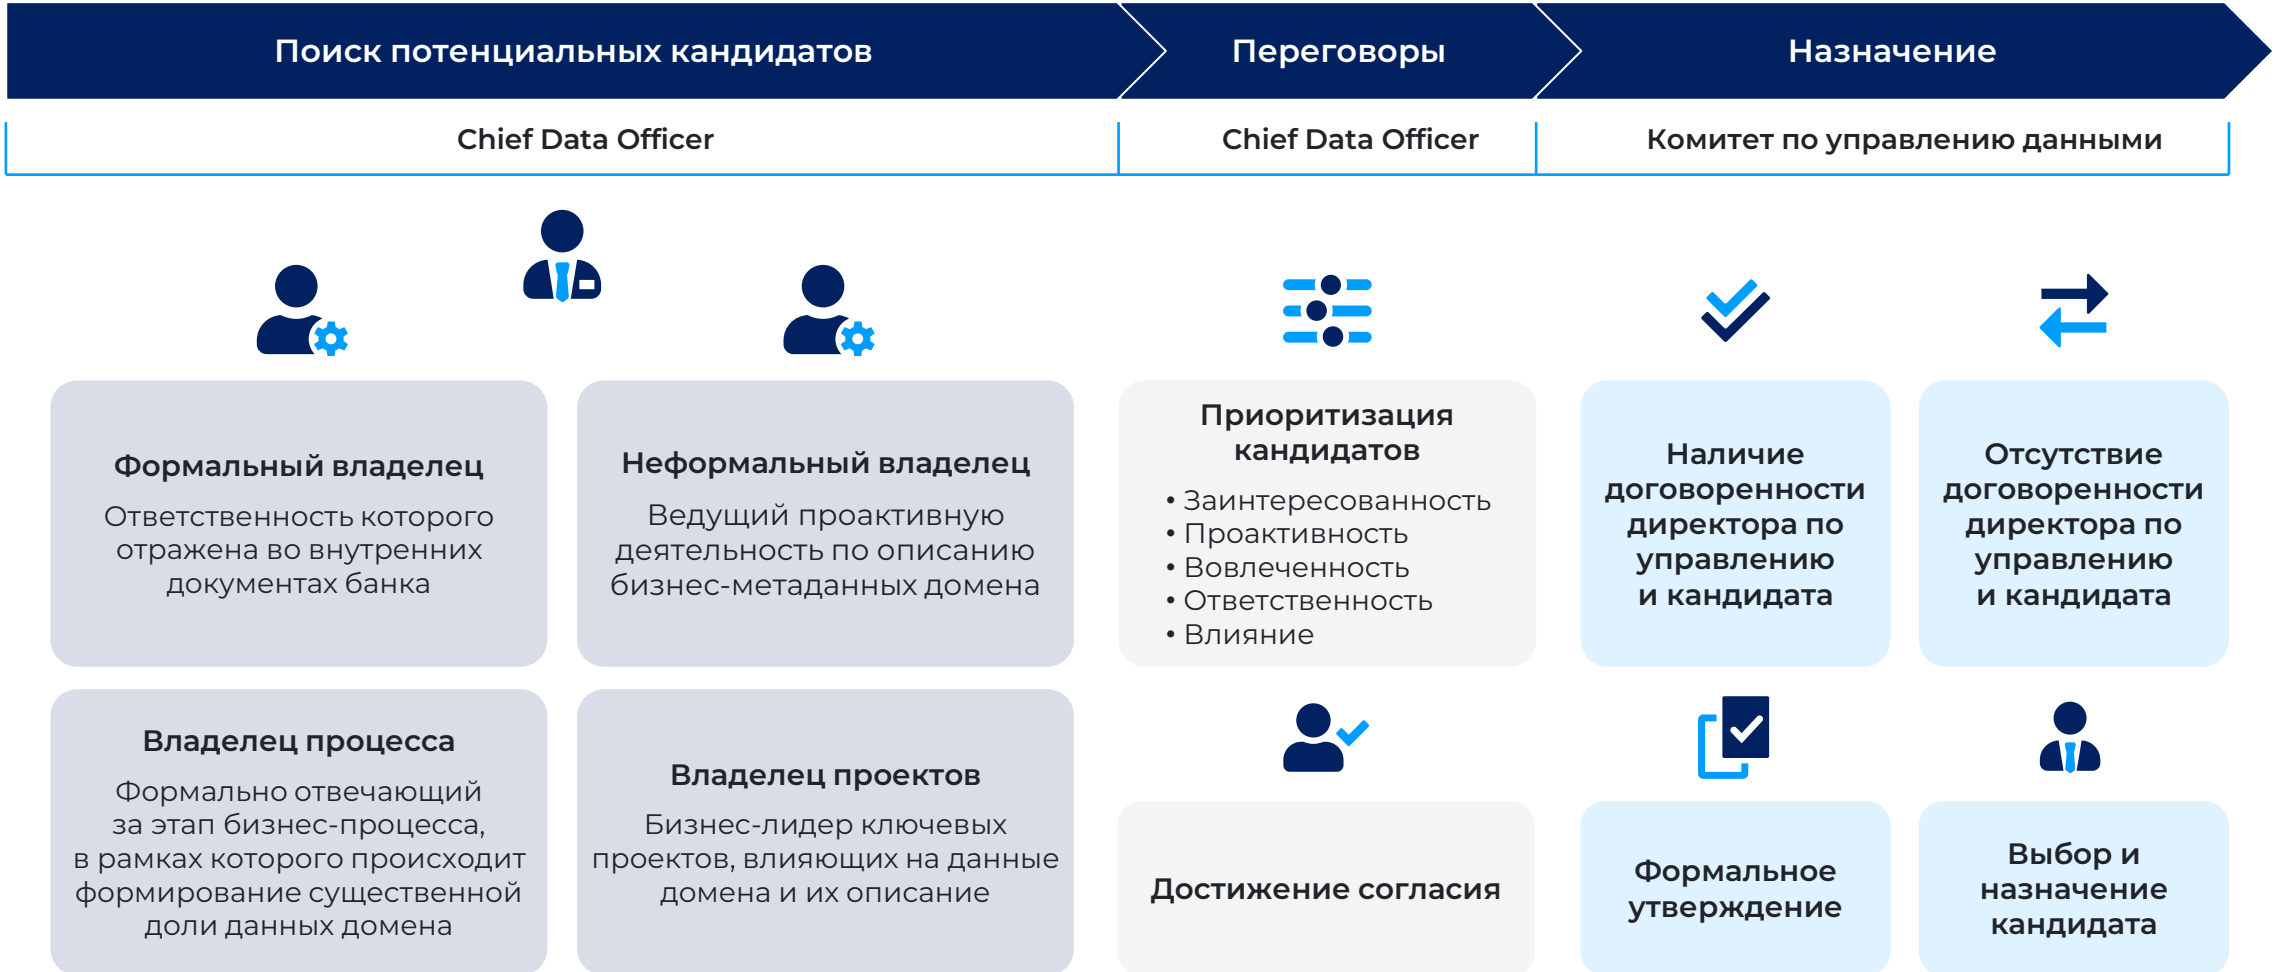 Поиск потенциальных кандидатов
Переговоры
Назначение
Chief Data Officer
Chief Data Officer
Комитет по управлению данными
Формальный владелец
Ответственность которого
отражена во внутренних
документах банка
Неформальный владелец
Ведущий проактивную
деятельность по описанию
бизнес-метаданных домена
Владелец процесса
Формально отвечающий
за этап бизнес-процесса,
в рамках которого происходит
формирование существенной
доли данных домена
Владелец проектов
Бизнес-лидер ключевых
проектов, влияющих на данные
домена и их описание
Приоритизация
кандидатов
• Заинтересованность
• Проактивность
• Вовлеченность
• Ответственность
• Влияние
Достижение согласия
Наличие
договоренности
директора по
управлению
и кандидата
Формальное
утверждение
Отсутствие
договоренности
директора по
управлению
и кандидата
Выбор и
назначение
кандидата